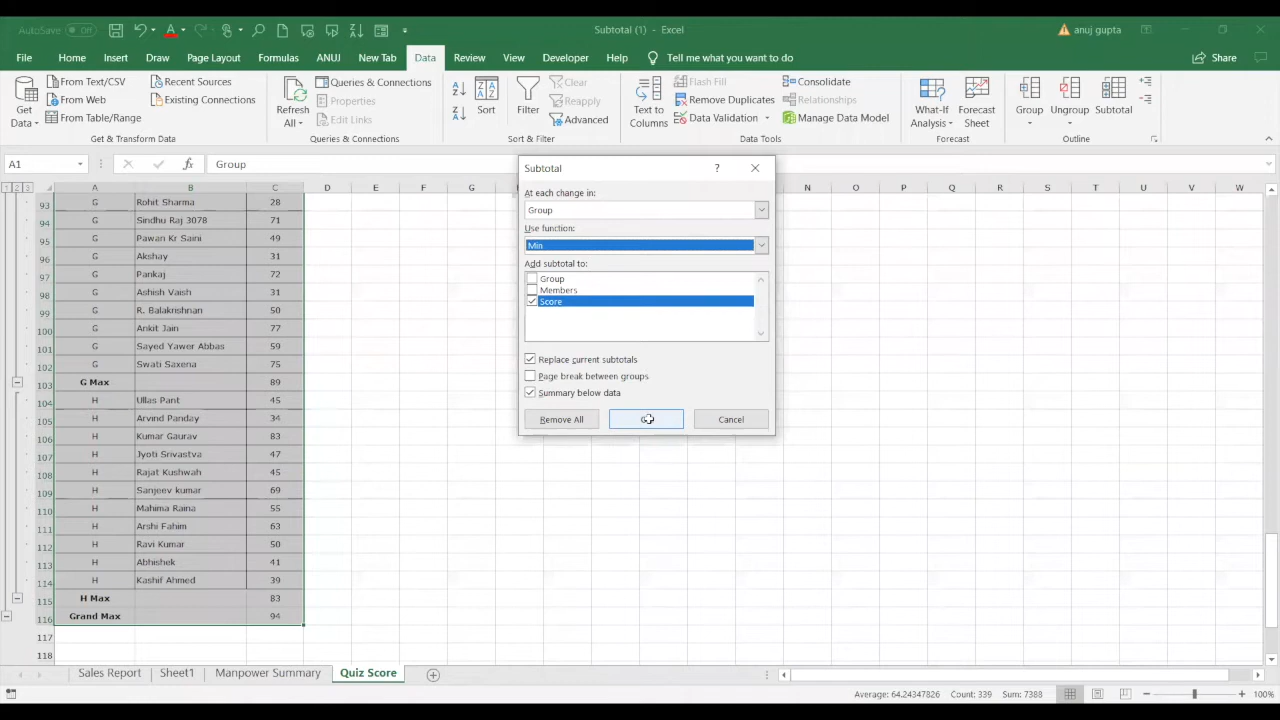 AutoSave Off Subtotal (1) - Excel anuj gupta
File Home Insert Draw Page Layout Formulas ANUJ New Tab Data Review View Developer Help Tell me what you want to do Share
From Text/CSV Recent Sources Queries & Connections Clear Flash Fill Consolidate
Get Data From Web Existing Connections Refresh All Properties Sort Filter Reapply Text to Columns Remove Duplicates Relationships What-If Analysis Forecast Sheet Group Ungroup Subtotal
From Table/Range Edit Links Advanced Data Validation Manage Data Model
Get & Transform Data Queries & Connections Sort & Filter Data Tools Forecast Outline
A1 fx Group
1 2 3 A B C D E F G N O P Q R S T U V W
93 G Rohit Sharma 28
94 G Sindhu Raj 3078 71
95 G Pawan Kr Saini 49
96 G Akshay 31
97 G Pankaj 72
98 G Ashish Vaish 31
99 G R. Balakrishnan 50
100 G Ankit Jain 77
101 G Sayed Yawer Abbas 59
102 G Swati Saxena 75
103 G Max 89
104 H Ullas Pant 45
105 H Arvind Panday 34
106 H Kumar Gaurav 83
107 H Jyoti Srivastva 47
108 H Rajat Kushwah 45
109 H Sanjeev kumar 69
110 H Mahima Raina 55
111 H Arshi Fahim 63
112 H Ravi Kumar 50
113 H Abhishek 41
114 H Kashif Ahmed 39
115 H Max 83
116 Grand Max 94
117
118
Subtotal ?
At each change in:
Group
Use function:
Min
Add subtotal to:
Group
Members
Score
Replace current subtotals
Page break between groups
Summary below data
Remove All Cancel
Sales Report Sheet1 Manpower Summary Quiz Score
Average: 64.24347826 Count: 339 Sum: 7388 100%